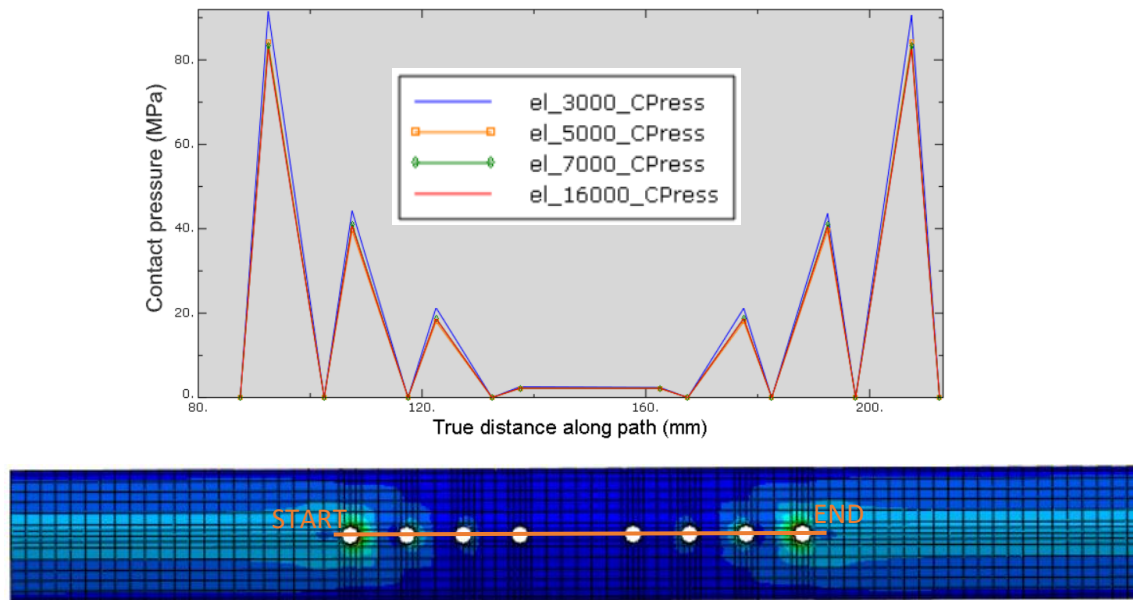 80.
60.
40.
20.
0.
Contact pressure (MPa)
el_3000_CPress
el_5000_CPress
el_7000_CPress
el_16000_CPress
80. 120. 160. 200.
True distance along path (mm)
START END